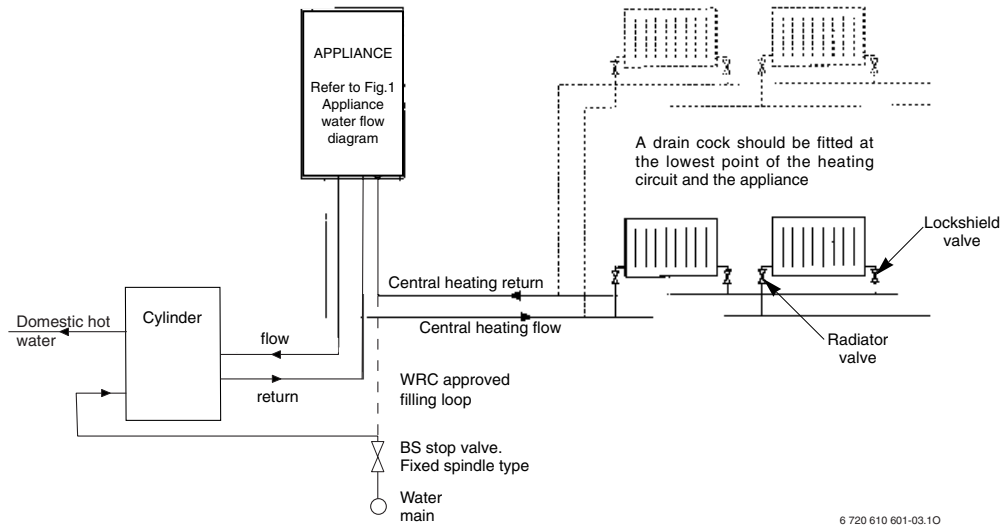 APPLIANCE
Refer to Fig.1
Appliance
water flow
diagram
A drain cock should be fitted at
the lowest point of the heating
circuit and the appliance
Lockshield
valve
Central heating return
Central heating flow
Radiator
valve
Cylinder
Domestic hot
water
flow
return
WRC approved
filling loop
BS stop valve.
Fixed spindle type
Water
main
6 720 610 601-03.1O